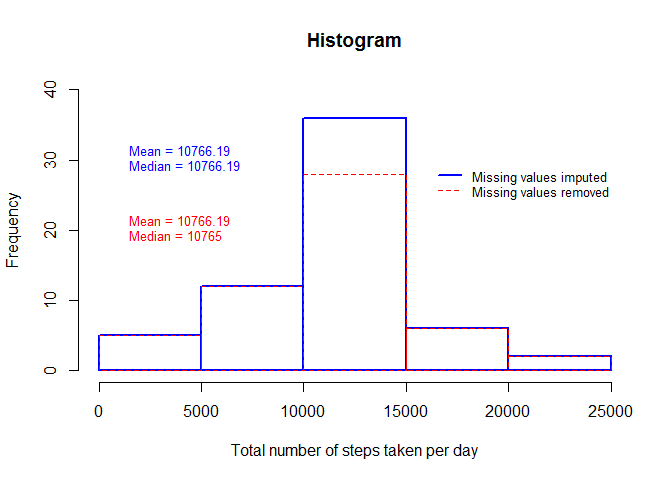 Histogram
Frequency
40
30
20
10
0
Mean = 10766.19
Median = 10766.19
Mean = 10766.19
Median = 10765
Missing values imputed
Missing values removed
0 5000 10000 15000 20000 25000
Total number of steps taken per day